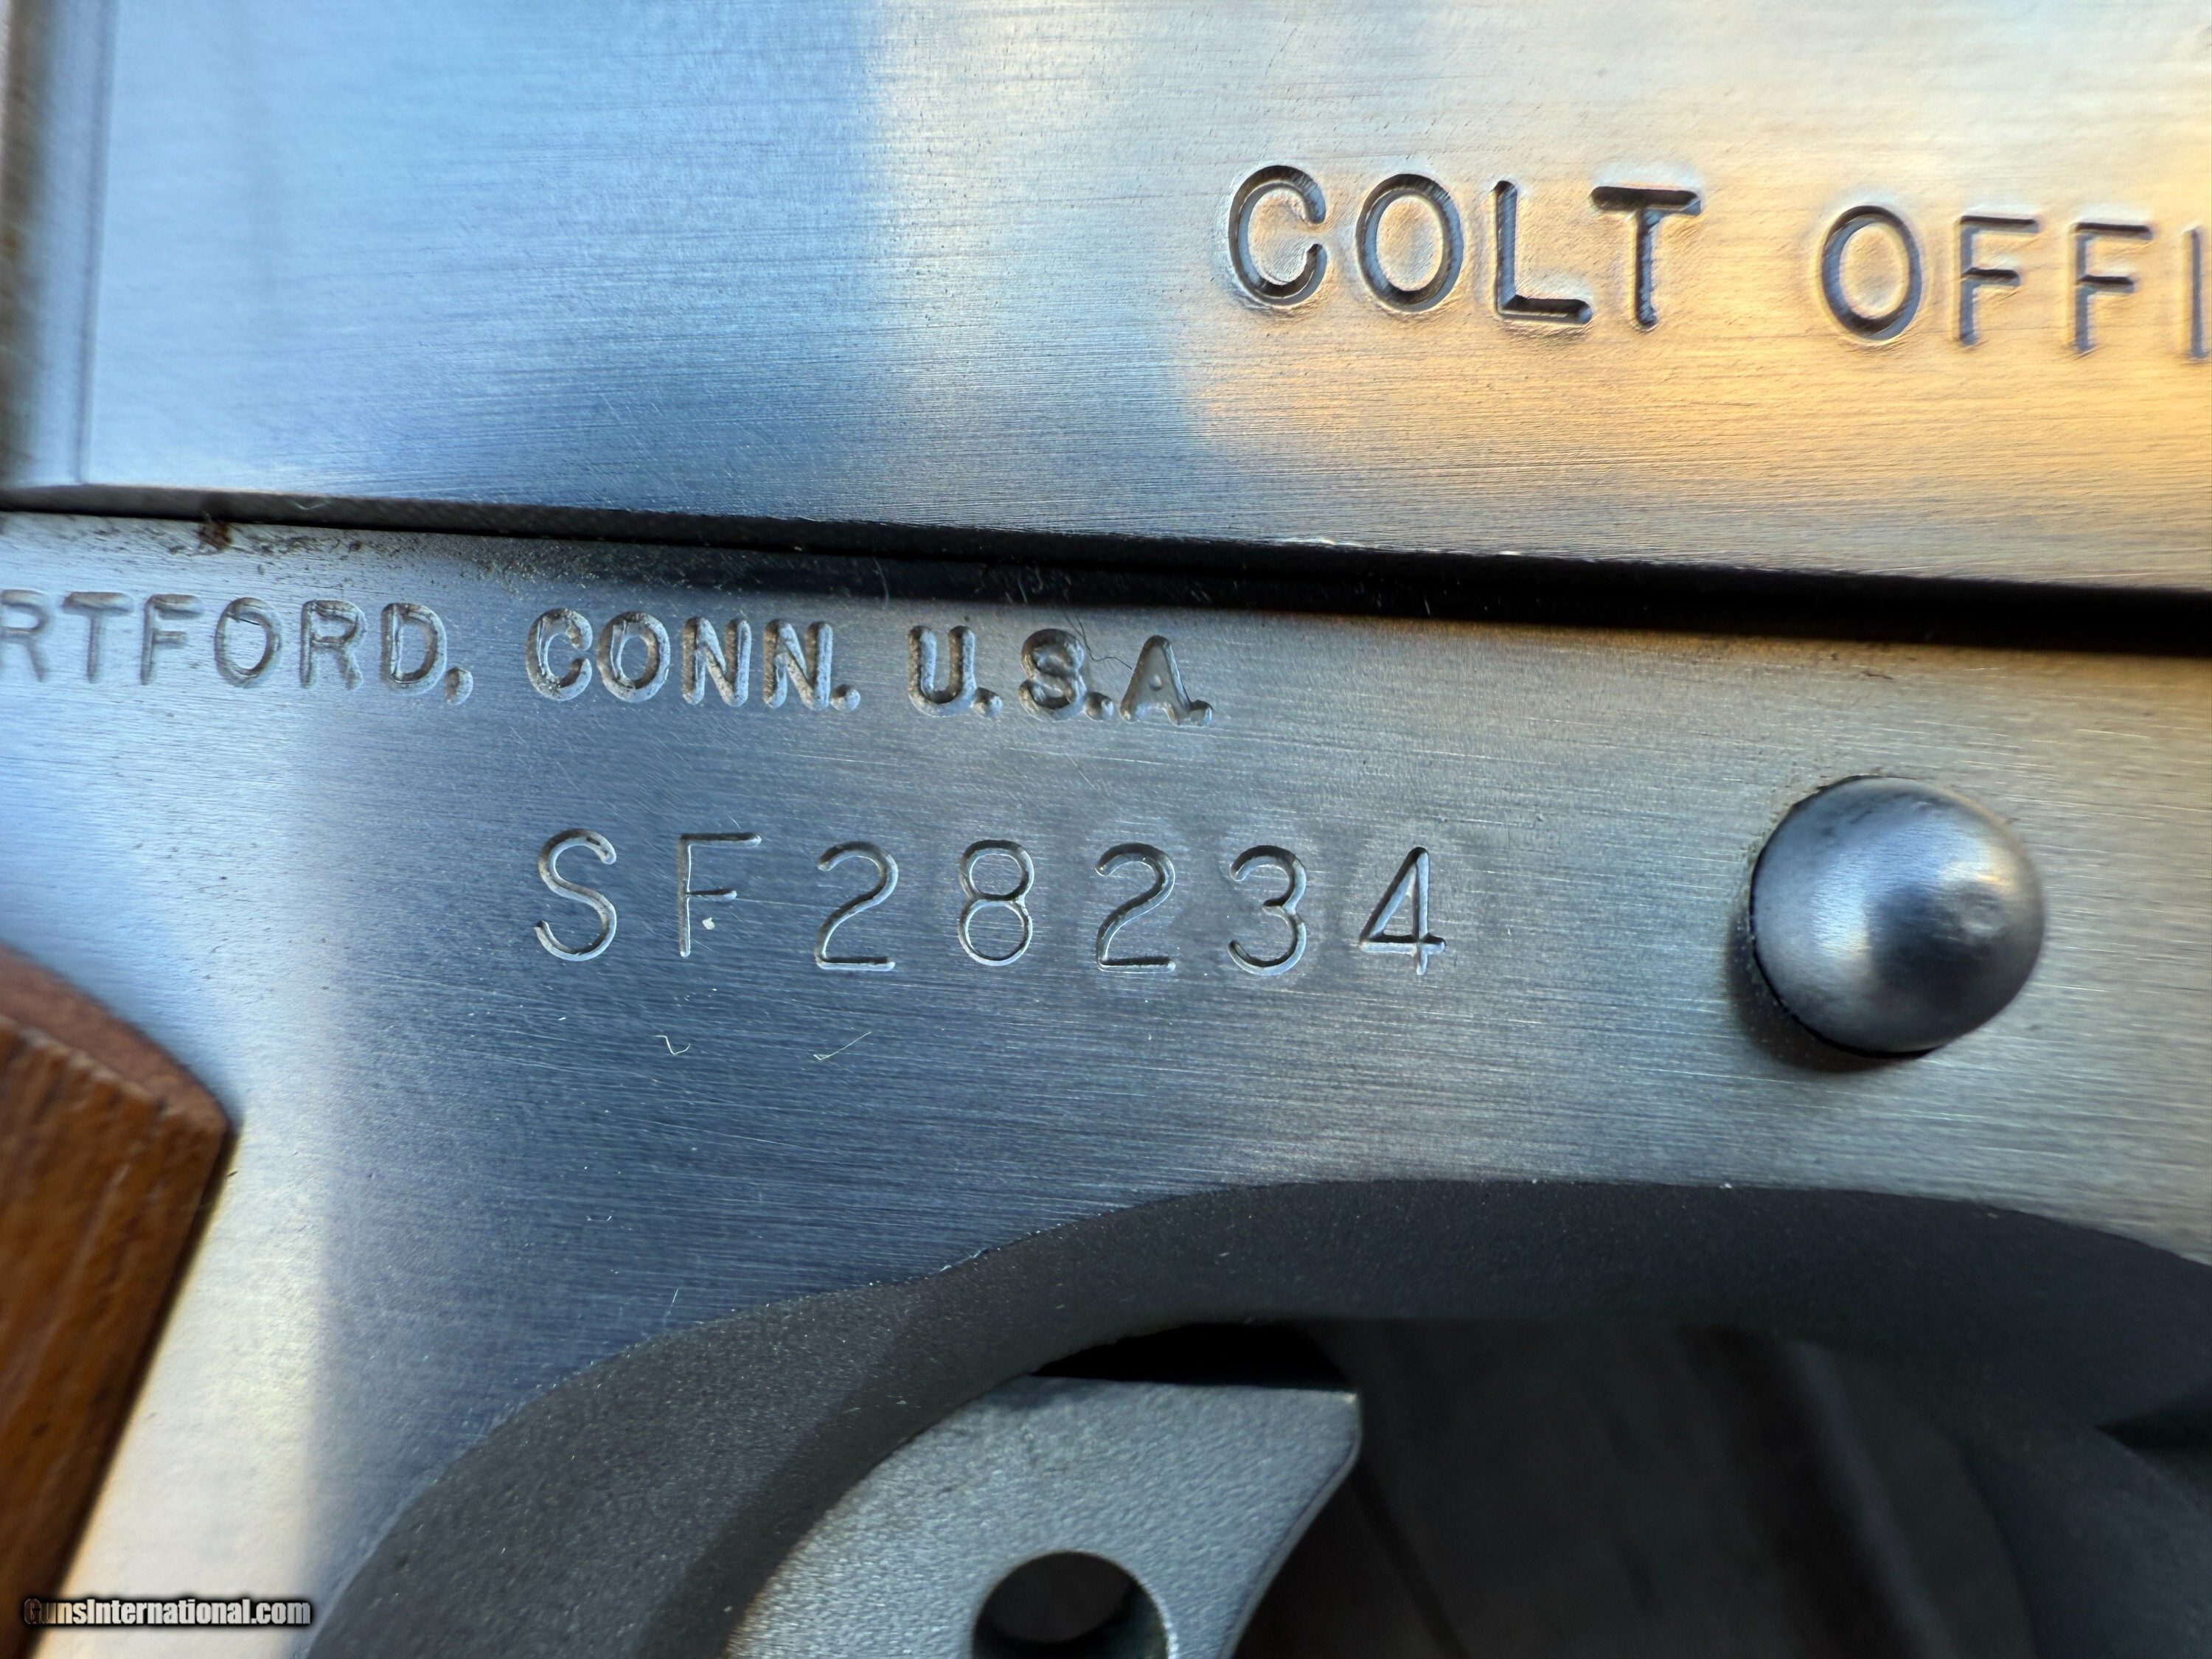 COLT OFFI
RTFORD, CONN. U.S.A.
SF28234
GunsInternational.com